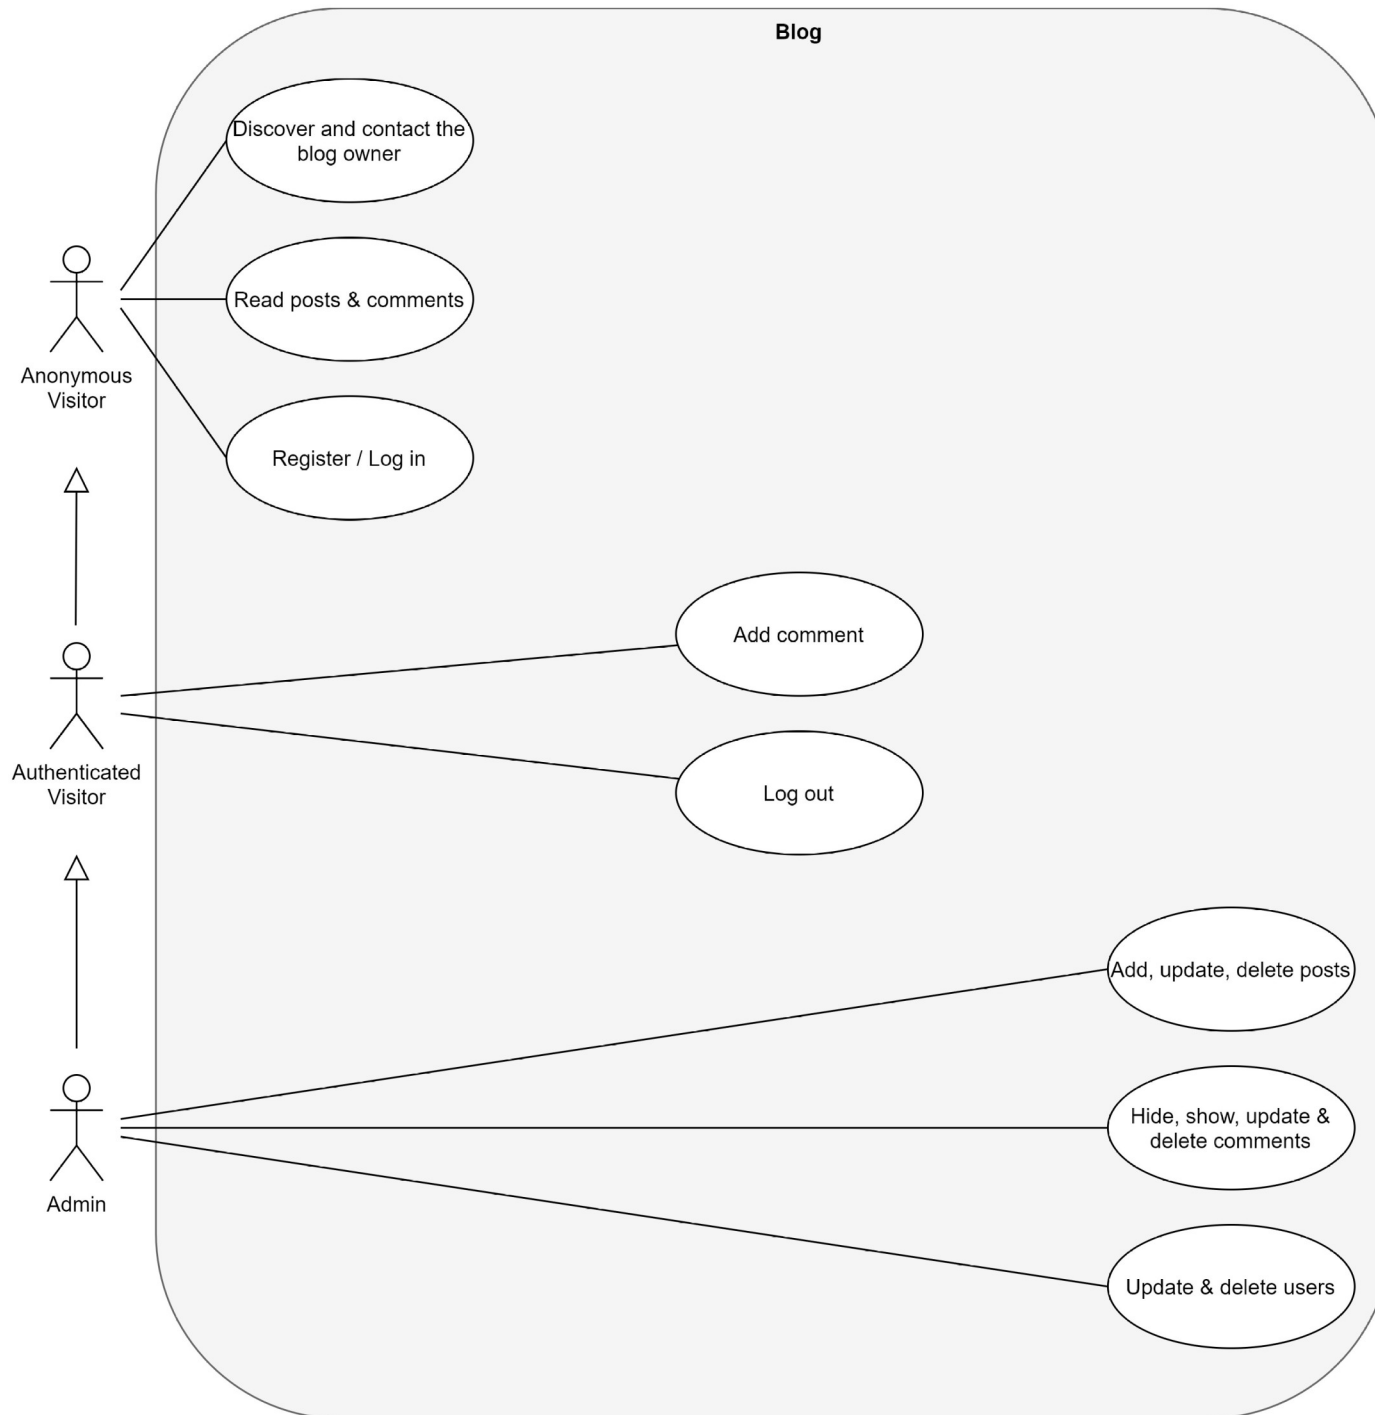 Blog
Discover and contact the
blog owner
Read posts & comments
Anonymous
Visitor
Register / Log in
Add comment
Authenticated
Visitor
Log out
Add, update, delete posts
Hide, show, update &
delete comments
Admin
Update & delete users